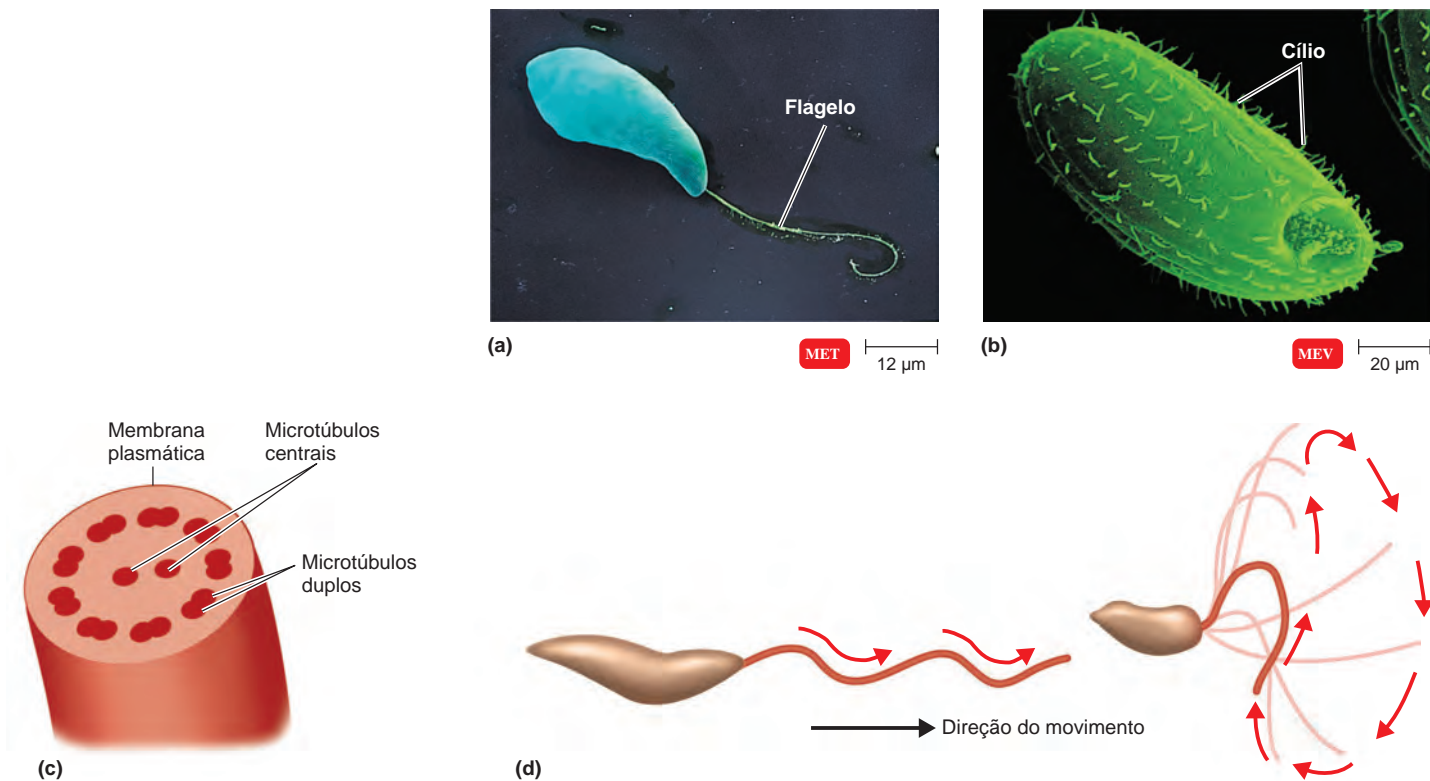 Flagelo
Cílio
(a)
MET
12 µm
(b)
MEV
20 µm
Membrana
plasmática
Microtúbulos
centrais
Microtúbulos
duplos
(c)
Direção do movimento
(d)